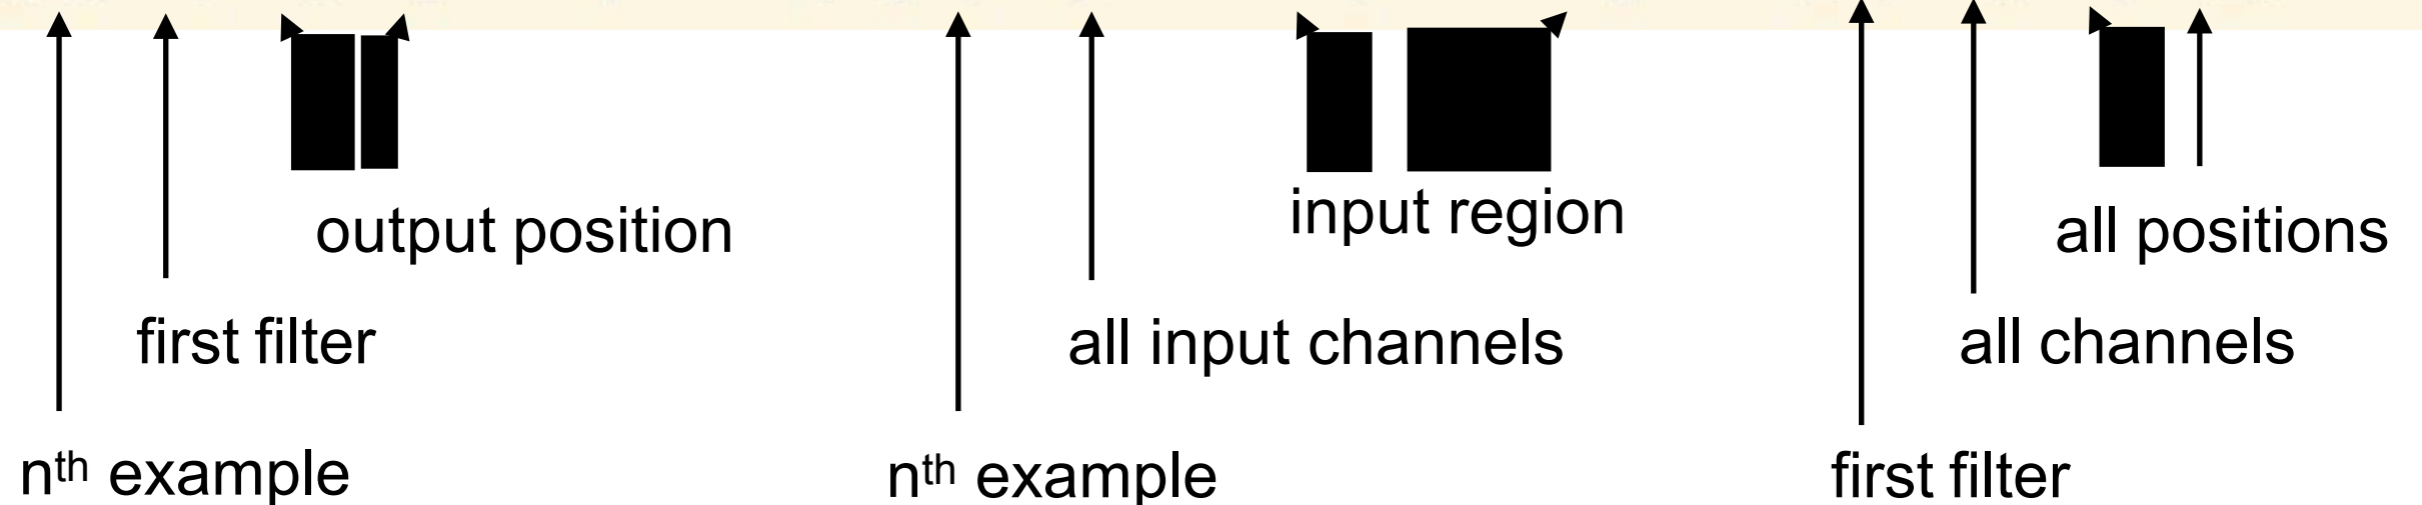 output position
first filter
nth example
input region
all input channels
nth example
all positions
all channels
first filter